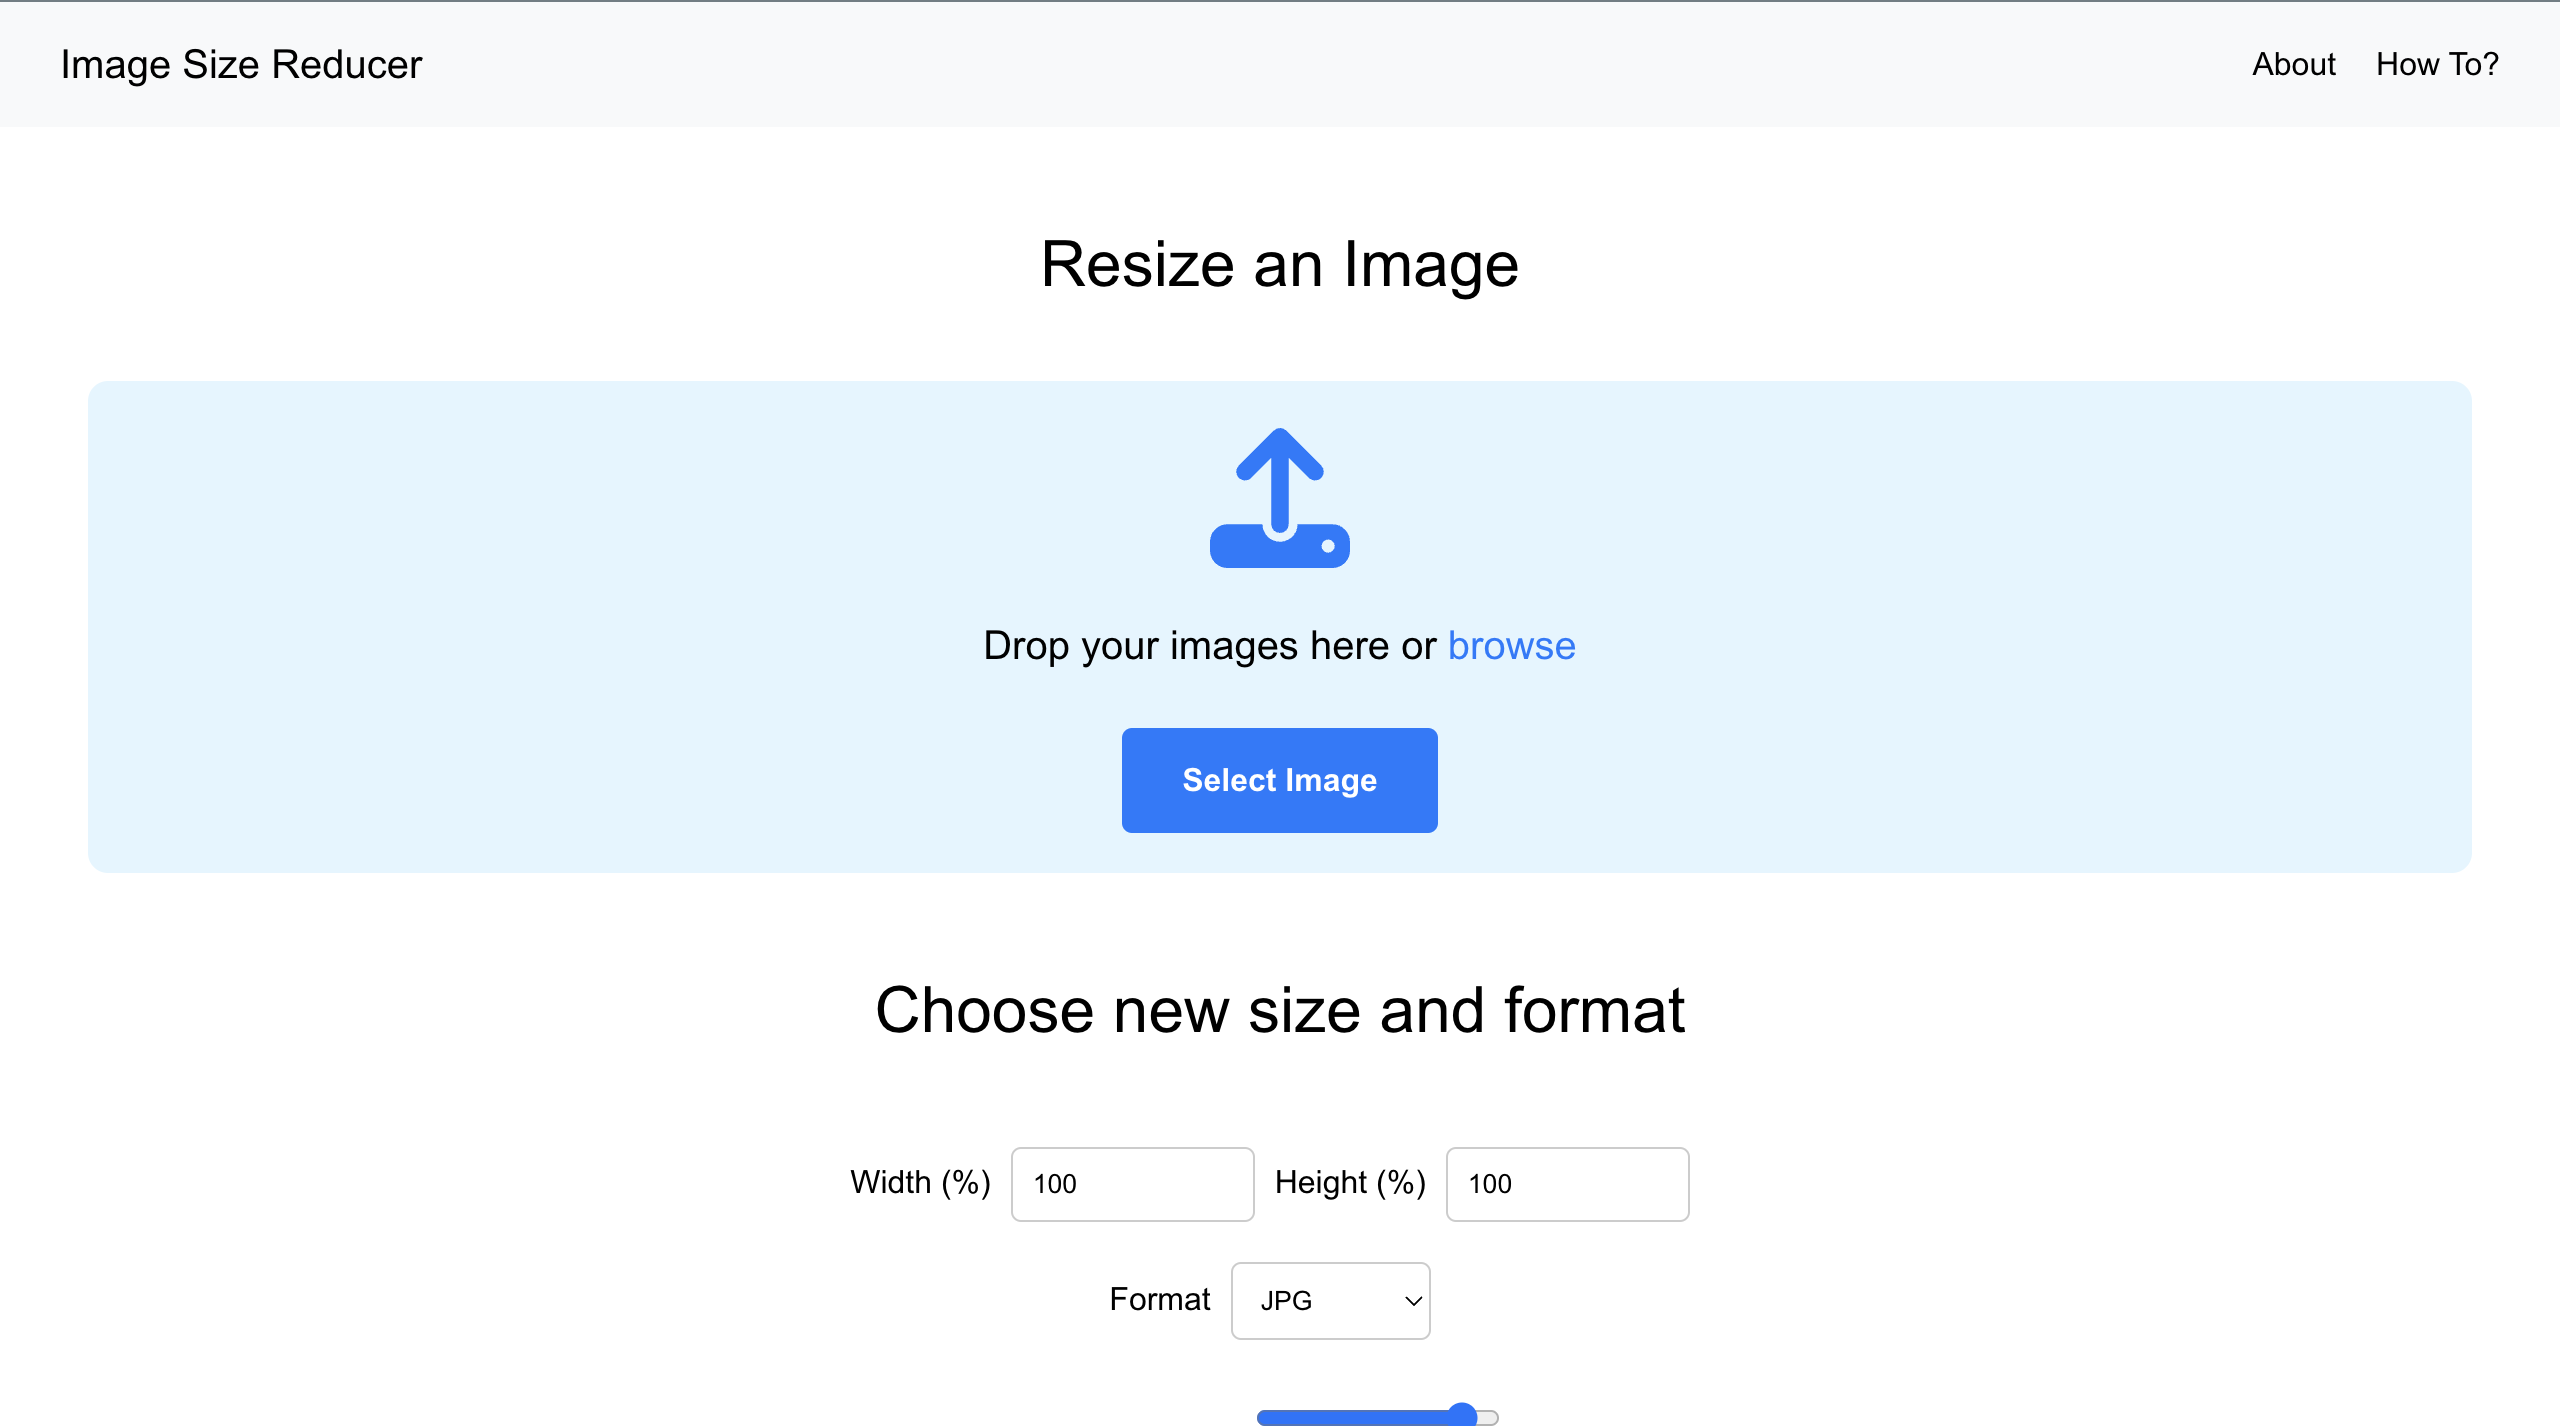 Image Size Reducer
About
How To?
Resize an Image
Drop your images here or browse
Select Image
Choose new size and format
Width (%) 100 Height (%) 100
Format JPG